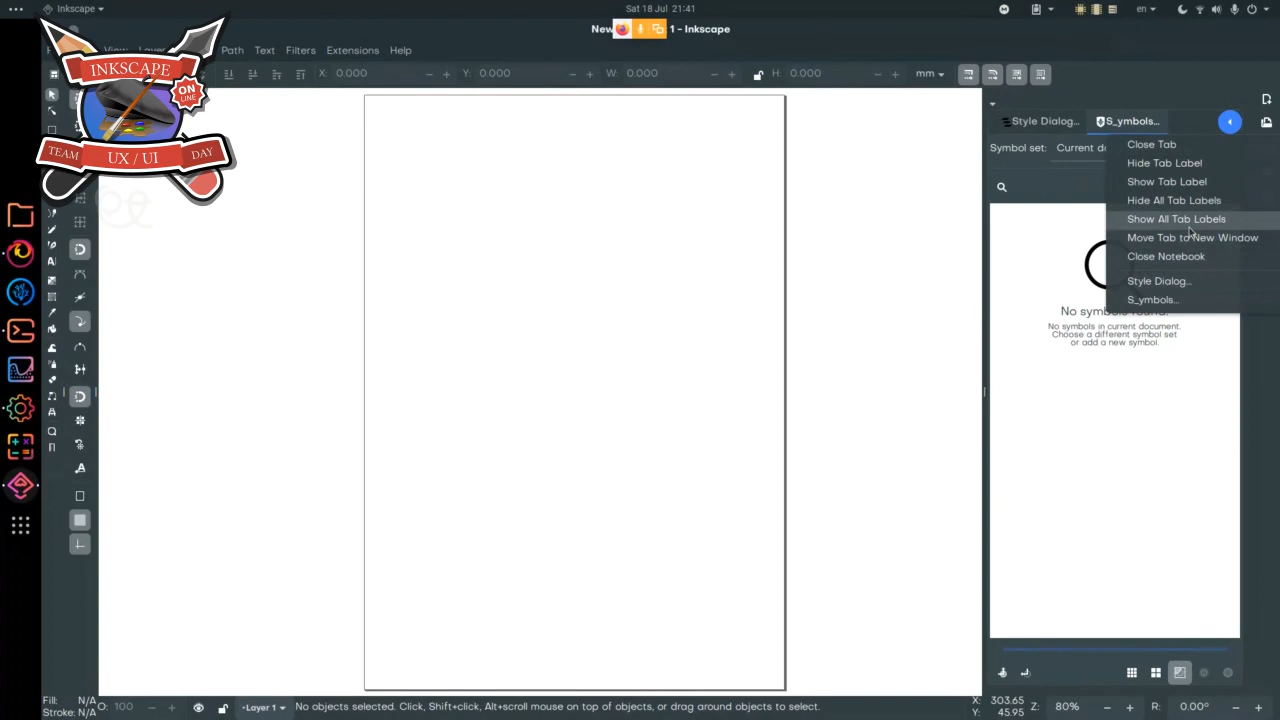 Inkscape
Sat 18 Jul 21:41
en
New
1 - Inkscape
Path Text Filters Extensions Help
X: 0.000 Y: 0.000 W: 0.000 H: 0.000 mm
INKSCAPE
ON
LINE
TEAM UX / UI DAY
Style Dialog... S_ymbols...
Symbol set: Current do
Close Tab
Hide Tab Label
Show Tab Label
Hide All Tab Labels
Show All Tab Labels
Move Tab to New Window
Close Notebook
Style Dialog...
S_ymbols...
No symbols found.
No symbols in current document.
Choose a different symbol set
or add a new symbol.
Fill: N/A
Stroke: N/A
O: 100
-Layer 1
No objects selected. Click, Shift+click, Alt+scroll mouse on top of objects, or drag around objects to select.
X: 303.65
Y: 45.95
Z: 80%
R: 0.00°